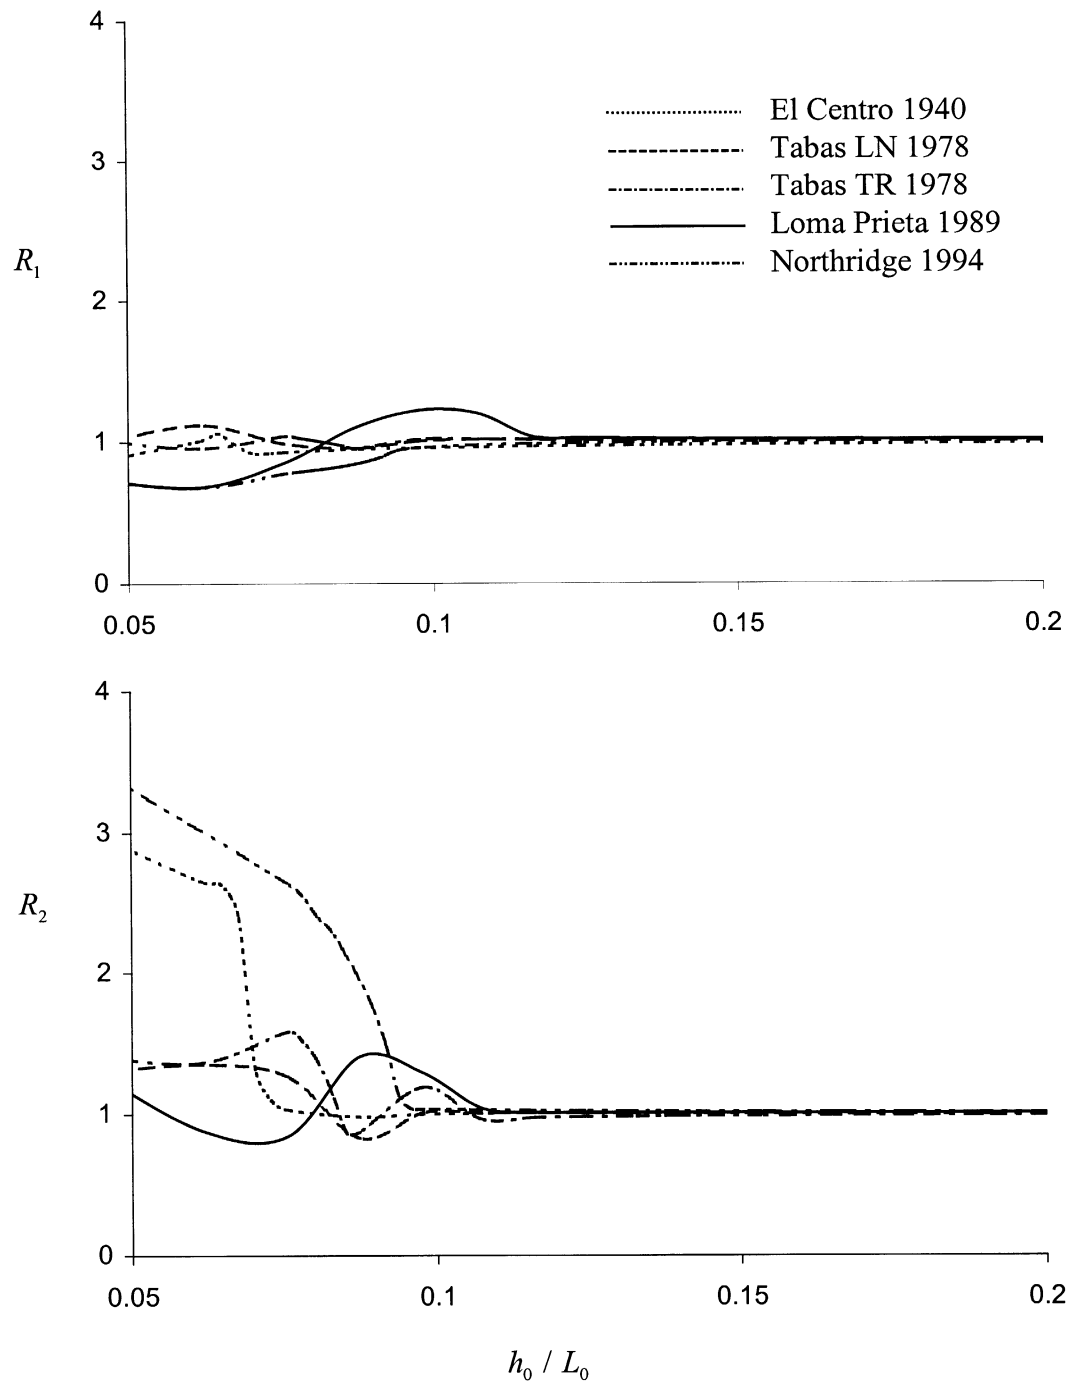 4
3
2
1
0
R₁
El Centro 1940
Tabas LN 1978
Tabas TR 1978
Loma Prieta 1989
Northridge 1994
0.05 0.1 0.15 0.2
4
3
2
1
0
R₂
0.05 0.1 0.15 0.2
h₀ / L₀